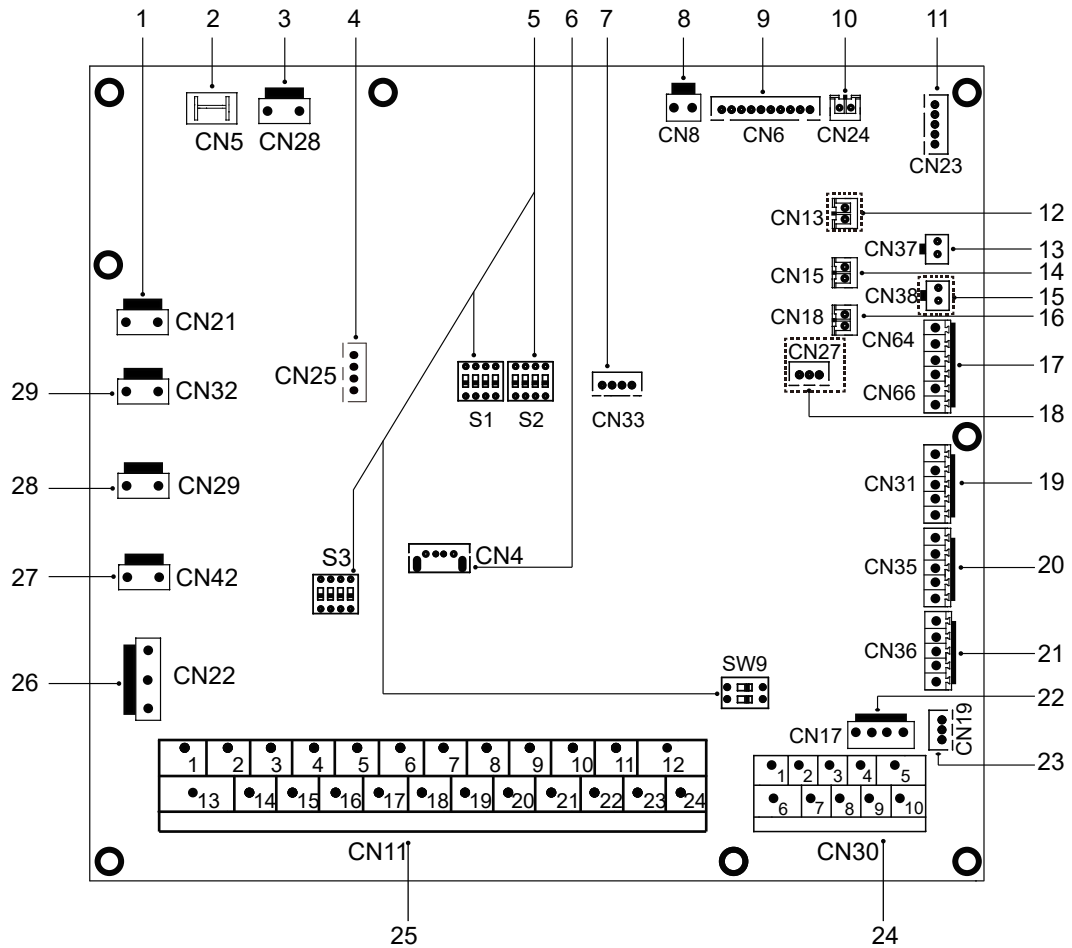 1 2 3 4 5 6 7 8 9 10 11
CN5
CN28
CN8
CN6
CN24
CN23
CN13
12
CN37
13
CN15
14
CN38
15
CN18
16
CN21
CN64
CN27
17
CN25
29
CN32
CN66
S1
S2
CN33
18
28
CN29
CN31
19
S3
CN4
27
CN42
CN35
20
CN36
21
SW9
26
CN22
22
CN17
CN19
23
1 2 3 4 5 6 7 8 9 10 11 12
13 14 15 16 17 18 19 20 21 22 23 24
1 2 3 4 5
6 7 8 9 10
CN11
CN30
25
24